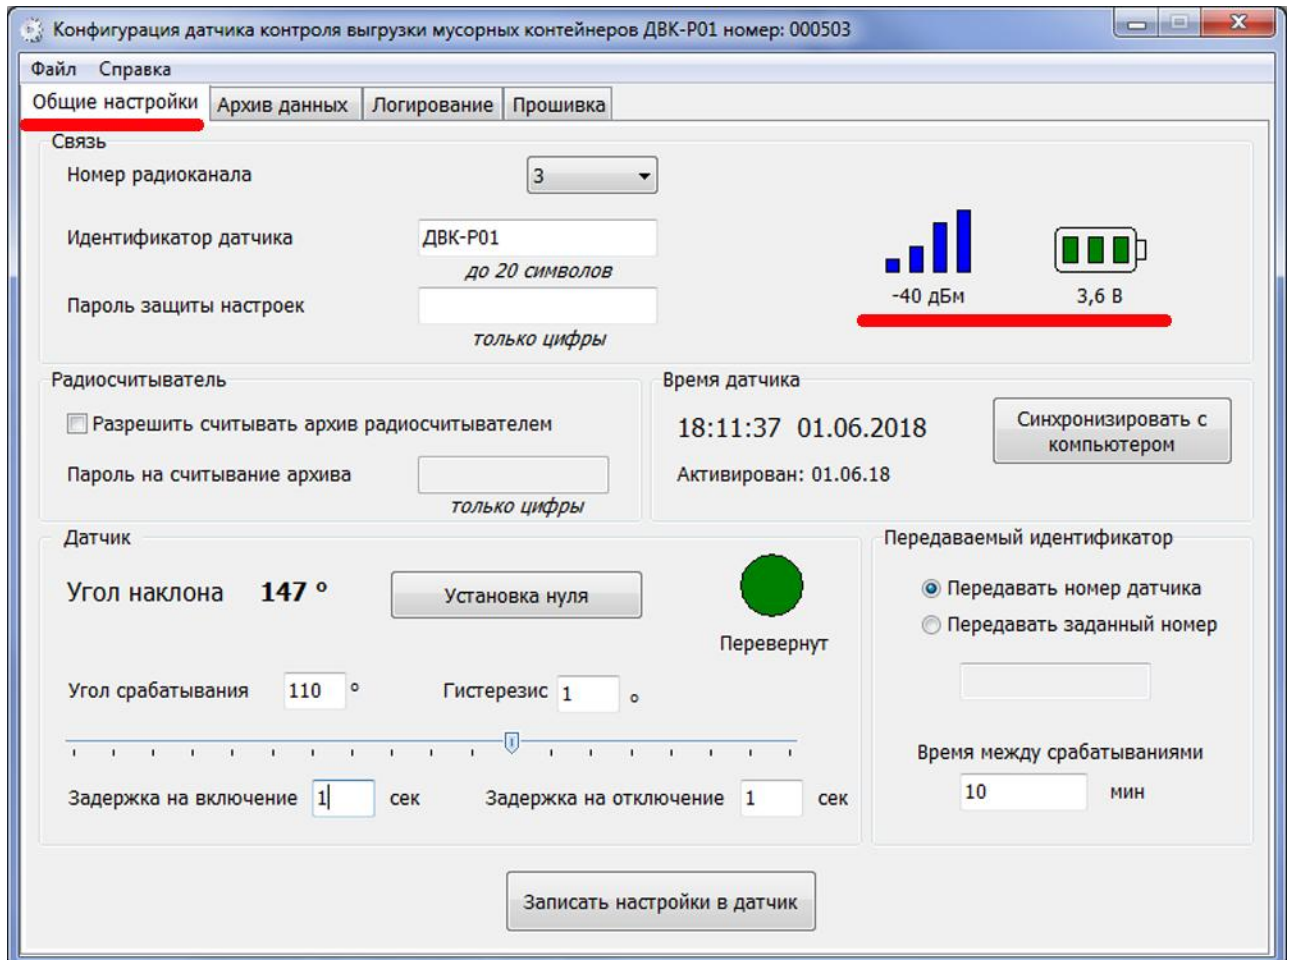 Конфигурация датчика контроля выгрузки мусорных контейнеров ДВК-Р01 номер: 000503
Файл Справка
Общие настройки Архив данных Логирование Прошивка
Связь
Номер радиоканала 3
Идентификатор датчика ДВК-Р01
до 20 символов
-40 дБм 3,6 В
Пароль защиты настроек
только цифры
Радиосчитыватель
Разрешить считывать архив радиосчитывателем
Пароль на считывание архива
только цифры
Время датчика
18:11:37 01.06.2018
Синхронизировать с
компьютером
Активирован: 01.06.18
Датчик
Угол наклона 147 °
Установка нуля
Перевернут
Угол срабатывания 110 ° Гистерезис 1 °
Задержка на включение 1 сек Задержка на отключение 1 сек
Передаваемый идентификатор
Передавать номер датчика
Передавать заданный номер
Время между срабатываниями
10 мин
Записать настройки в датчик